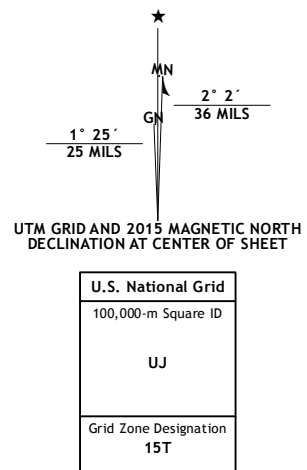 ★
MN
GN
2° 2´
36 MILS
1° 25´
25 MILS
UTM GRID AND 2015 MAGNETIC NORTH
DECLINATION AT CENTER OF SHEET
U.S. National Grid
100,000-m Square ID
UJ
Grid Zone Designation
15T